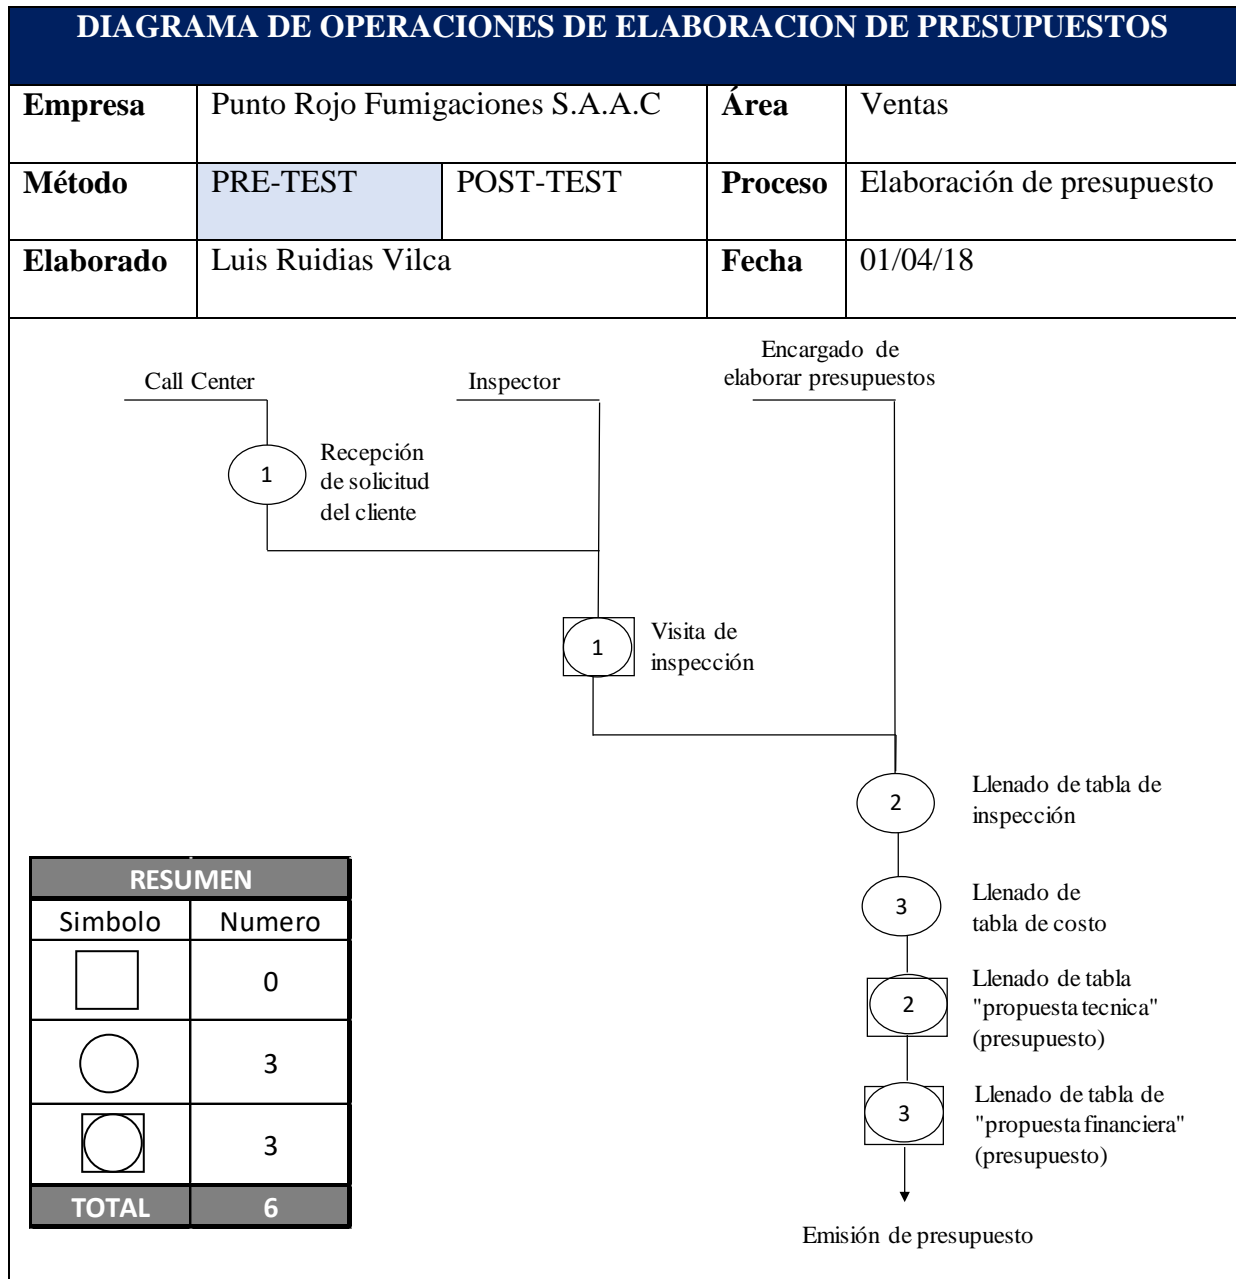 DIAGRAMA DE OPERACIONES DE ELABORACION DE PRESUPUESTOS
Empresa Punto Rojo Fumigaciones S.A.A.C Área Ventas
Método PRE-TEST POST-TEST Proceso Elaboración de presupuesto
Elaborado Luis Ruidias Vilca Fecha 01/04/18
Call Center
Inspector
Encargado de
elaborar presupuestos
1
Recepción
de solicitud
del cliente
1
Visita de
inspección
2
Llenado de tabla de
inspección
3
Llenado de
tabla de costo
2
Llenado de tabla
"propuesta tecnica"
(presupuesto)
3
Llenado de tabla de
"propuesta financiera"
(presupuesto)
Emisión de presupuesto
RESUMEN
Simbolo Numero
0
3
3
TOTAL 6